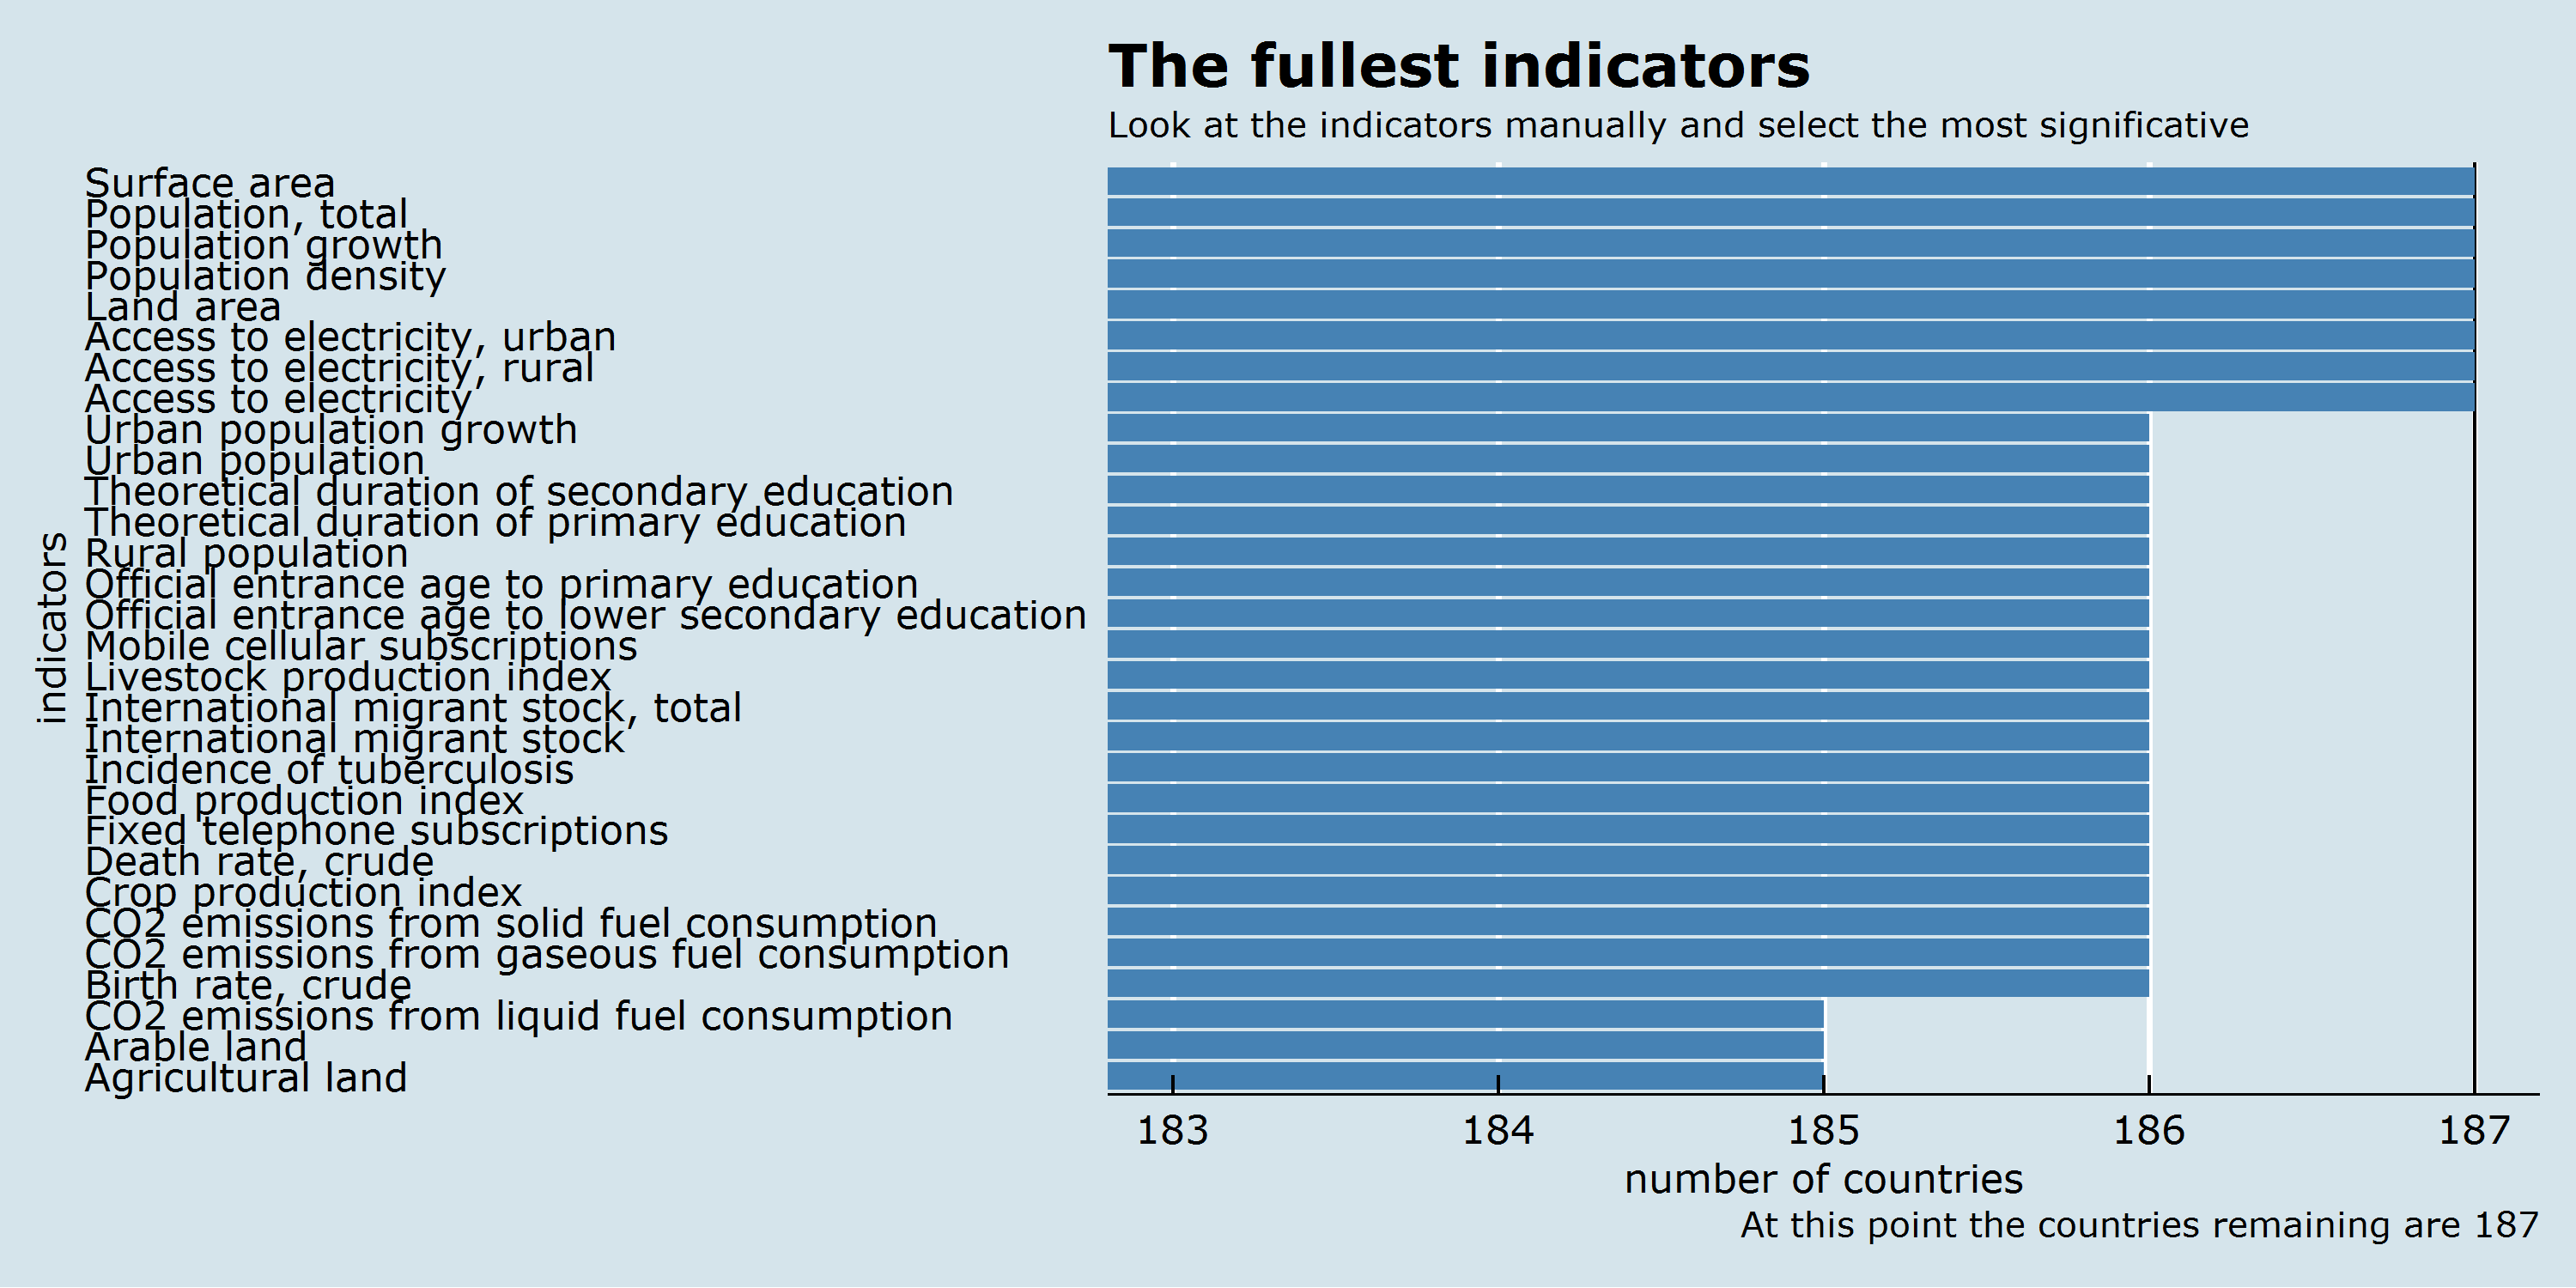 The fullest indicators
Look at the indicators manually and select the most significative
Surface area
Population, total
Population growth
Population density
Land area
Access to electricity, urban
Access to electricity, rural
Access to electricity
Urban population growth
Urban population
Theoretical duration of secondary education
Theoretical duration of primary education
Rural population
Official entrance age to primary education
Official entrance age to lower secondary education
Mobile cellular subscriptions
Livestock production index
International migrant stock, total
International migrant stock
Incidence of tuberculosis
Food production index
Fixed telephone subscriptions
Death rate, crude
Crop production index
CO2 emissions from solid fuel consumption
CO2 emissions from gaseous fuel consumption
Birth rate, crude
CO2 emissions from liquid fuel consumption
Arable land
Agricultural land
indicators
183 184 185 186 187
number of countries
At this point the countries remaining are 187